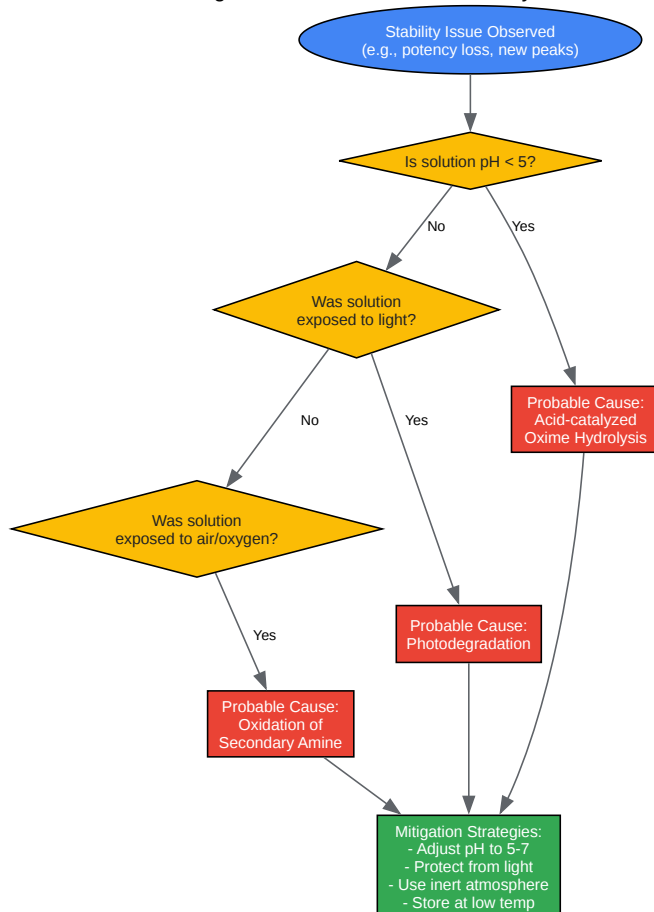 Stability Issue Observed
(e.g., potency loss, new peaks)
Is solution pH < 5?
No
Yes
Was solution
exposed to light?
Probable Cause:
Acid-catalyzed
Oxime Hydrolysis
No
Yes
Was solution
exposed to air/oxygen?
Probable Cause:
Photodegradation
Yes
Probable Cause:
Oxidation of
Secondary Amine
Mitigation Strategies:
- Adjust pH to 5-7
- Protect from light
- Use inert atmosphere
- Store at low temp